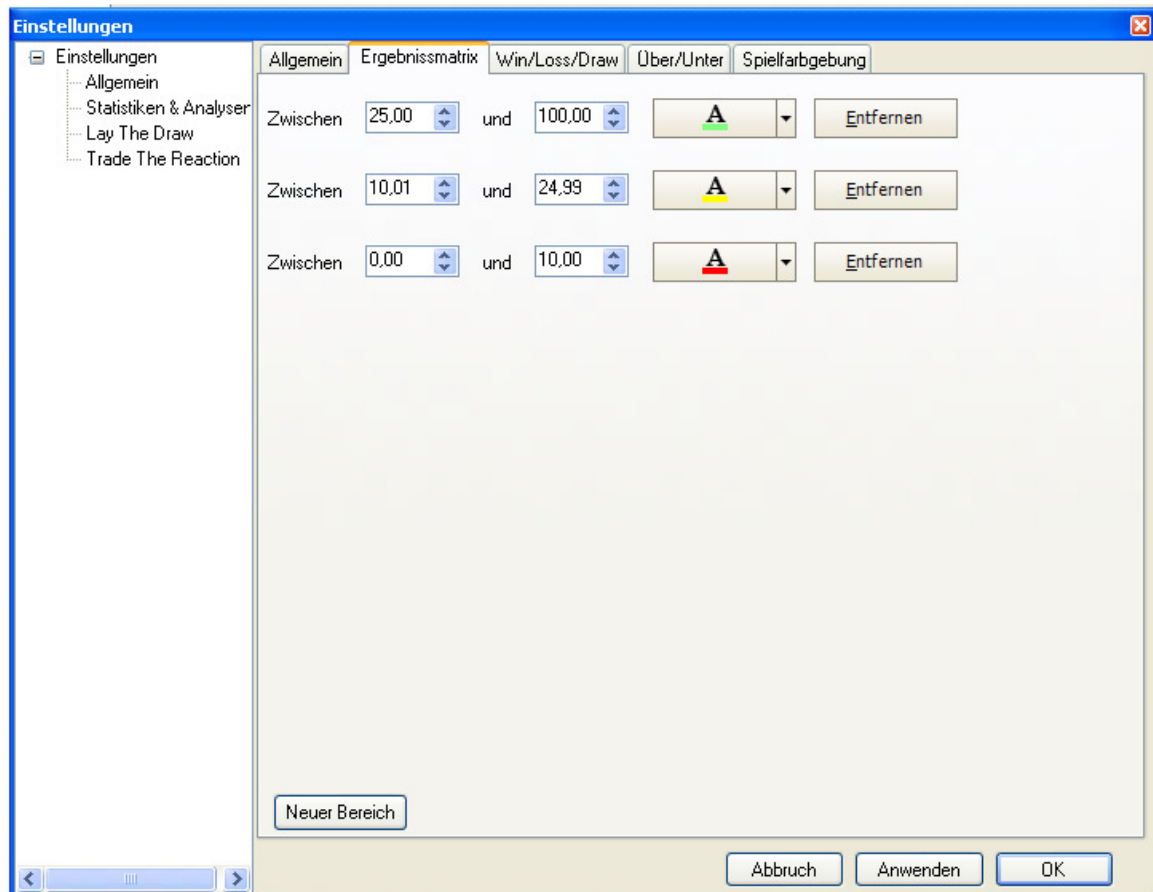 Einstellungen
Einstellungen
Allgemein
Statistiken & Analysen
Lay The Draw
Trade The Reaction
Allgemein Ergebnissmatrix Win/Loss/Draw Über/Unter Spielfarbgebung
Zwischen 25,00 und 100,00 A Entfernen
Zwischen 10,01 und 24,99 A Entfernen
Zwischen 0,00 und 10,00 A Entfernen
Neuer Bereich
Abbruch Anwenden OK